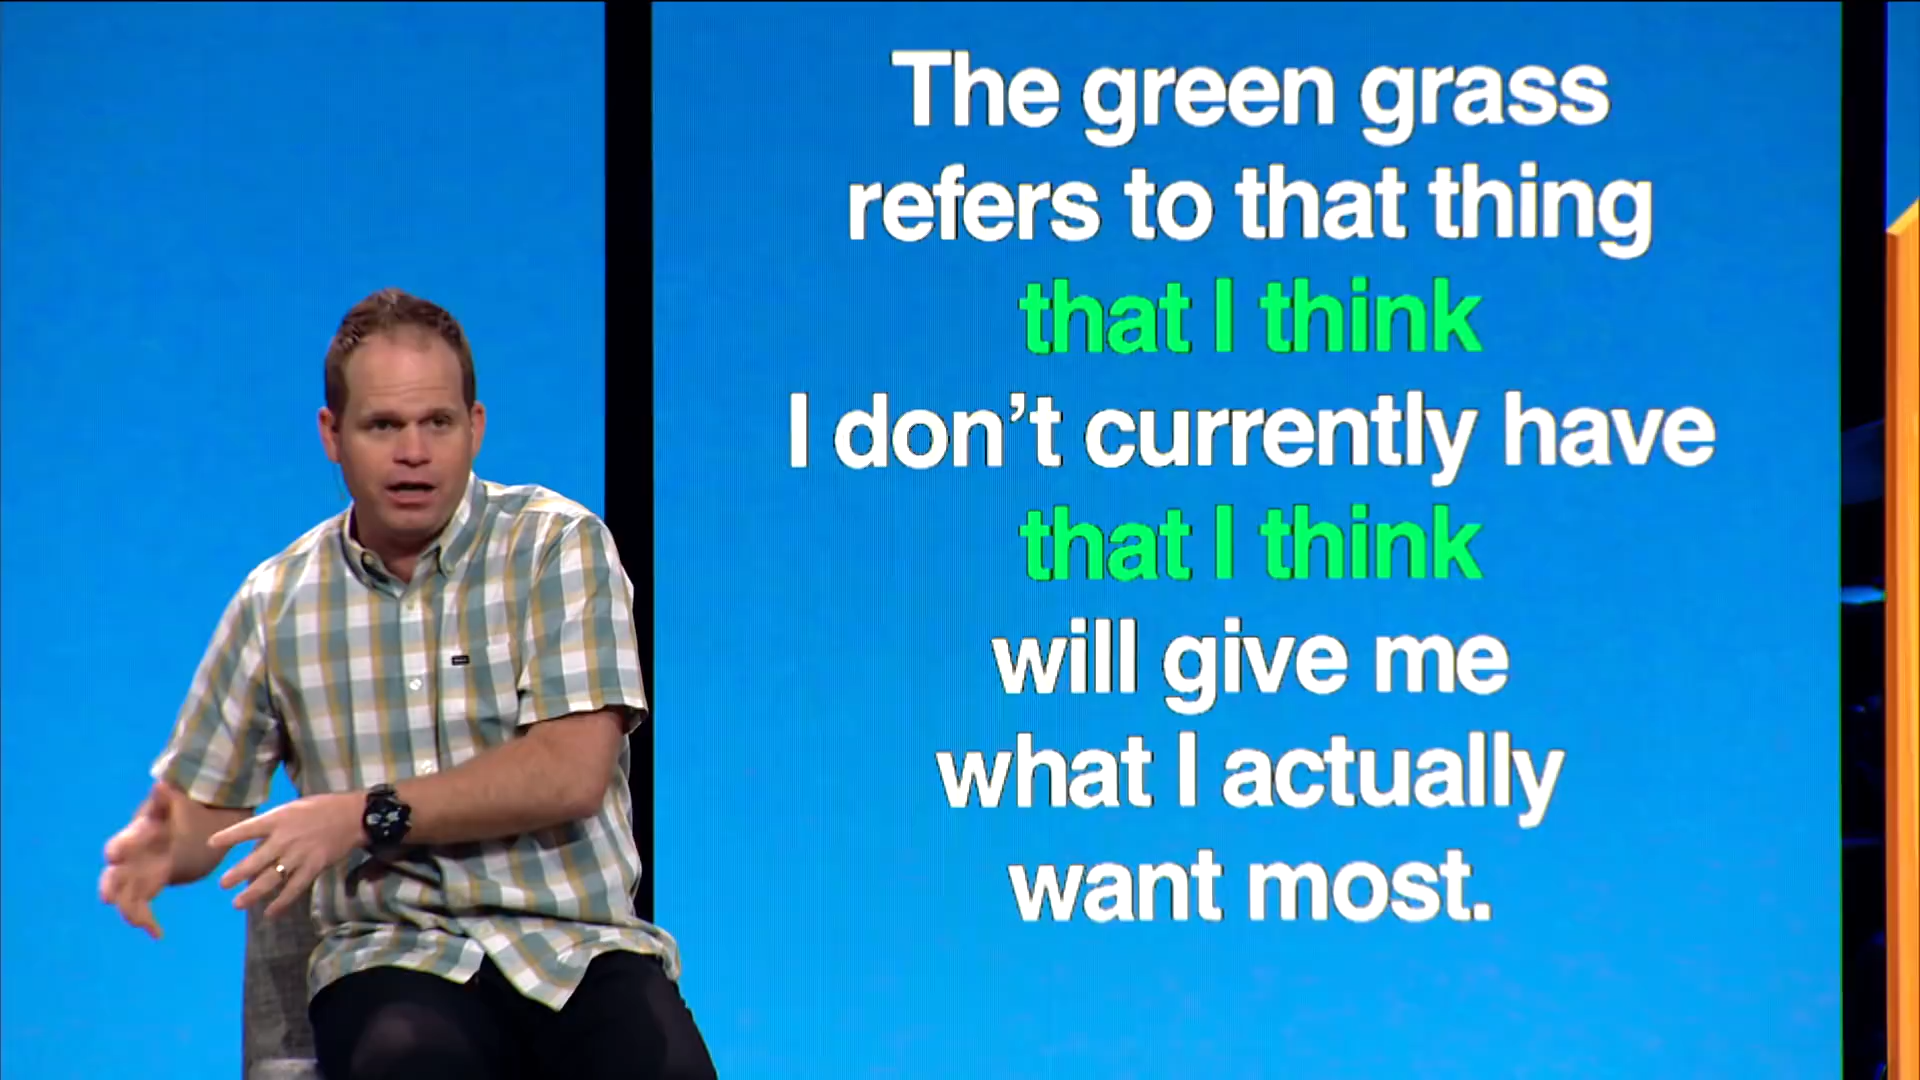 The green grass
refers to that thing
that I think
I don’t currently have
that I think
will give me
what I actually
want most.